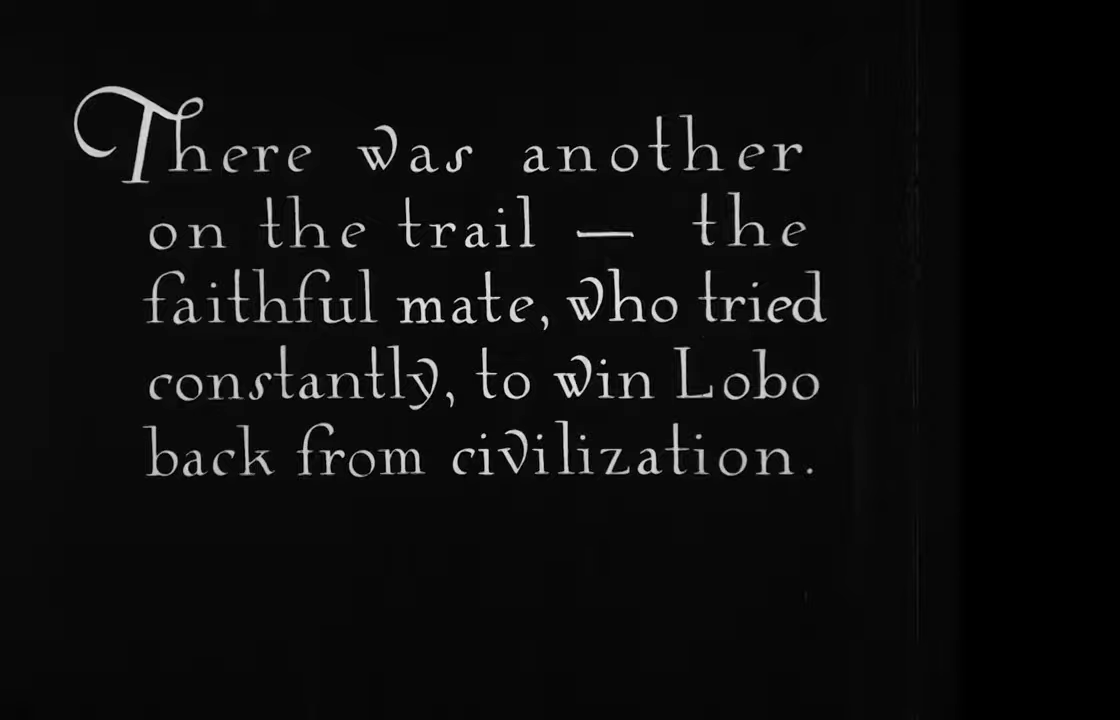 There was another
on the trail — the
faithful mate, who tried
constantly, to win Lobo
back from civilization.